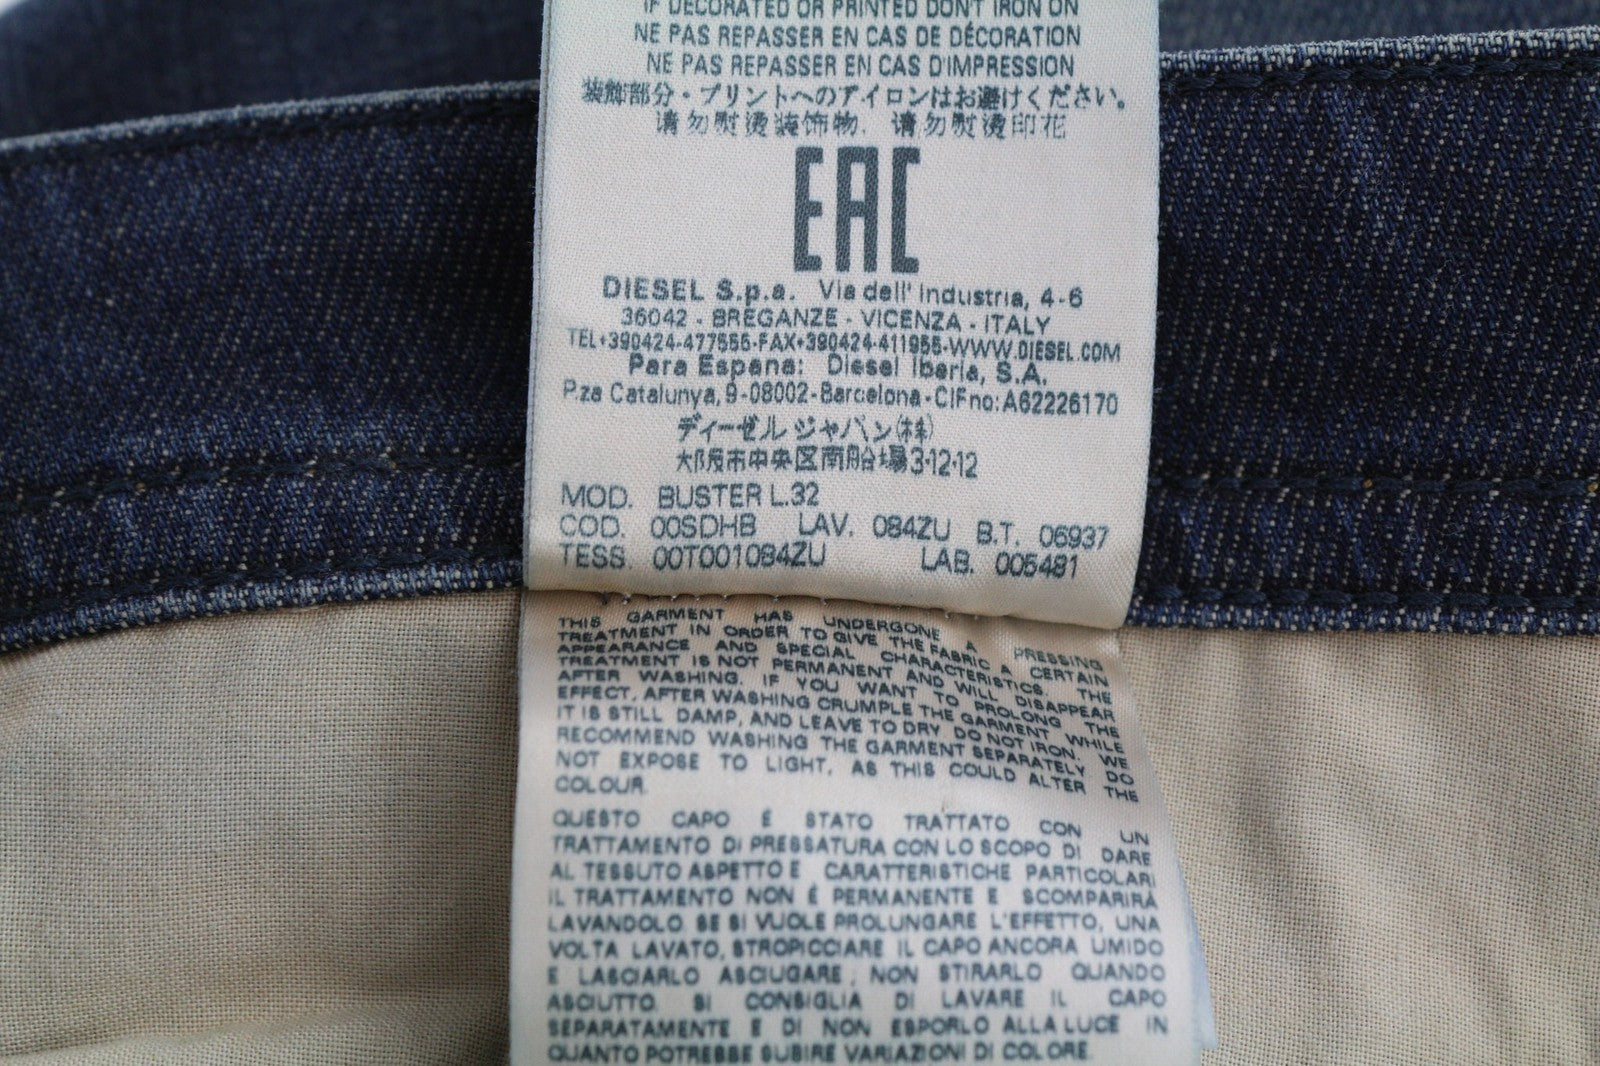 IF DECORATED OR PRINTED DON'T IRON ON
NE PAS REPASSER EN CAS DE DÉCORATION
NE PAS REPASSER EN CAS D'IMPRESSION
装飾部分・プリントへのアイロンはお避けください。
请勿熨烫装饰物. 请勿熨烫印花
EAC
DIESEL S.p.a. Via dell' Industria, 4-6
36042 - BREGANZE - VICENZA - ITALY
TEL+390424-477555-FAX+390424-411955-WWW.DIESEL.COM
Para Espana: Diesel Iberia, S.A.
P.za Catalunya, 9-08002-Barcelona-CIFno:A62226170
ディーゼル ジャパン(株)
大阪市中央区南船場3-12-12
MOD. BUSTER L.32
COD. 00SDHB LAV. 084ZU B.T. 06937
TESS. 00T001084ZU LAB. 005481
THIS GARMENT HAS UNDERGONE A PRESSING
TREATMENT IN ORDER TO GIVE THE FABRIC A CERTAIN
APPEARANCE AND SPECIAL CHARACTERISTICS. THE
TREATMENT IS NOT PERMANENT AND WILL DISAPPEAR
AFTER WASHING. IF YOU WANT TO PROLONG THE
EFFECT, AFTER WASHING CRUMPLE THE GARMENT WHILE
IT IS STILL DAMP, AND LEAVE TO DRY. DO NOT IRON. WE
RECOMMEND WASHING THE GARMENT SEPARATELY DO
NOT EXPOSE TO LIGHT, AS THIS COULD ALTER THE
COLOUR
QUESTO CAPO É STATO TRATTATO CON UN
TRATTAMENTO DI PRESSATURA CON LO SCOPO DI DARE
AL TESSUTO ASPETTO E CARATTERISTICHE PARTICOLARI
IL TRATTAMENTO NON É PERMANENTE E SCOMPARIRÀ
LAVANDOLO. SE SI VUOLE PROLUNGARE L'EFFETTO, UNA
VOLTA LAVATO, STROPICCIARE IL CAPO ANCORA UMIDO
E LASCIARLO ASCIUGARE, NON STIRARLO QUANDO
ASCIUTTO. SI CONSIGLIA DI LAVARE IL CAPO
SEPARATAMENTE E DI NON ESPORLO ALLA LUCE IN
QUANTO POTREBBE SUBIRE VARIAZIONI DI COLORE.